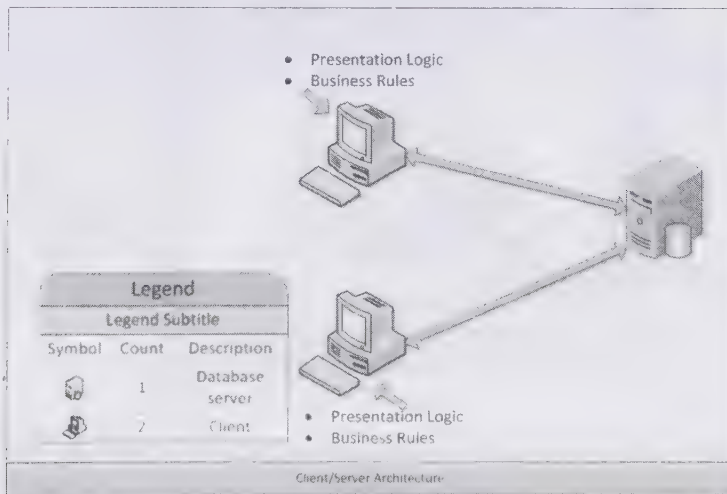 • Presentation Logic
• Business Rules
Legend
Legend Subtitle
Symbol Count Description
1 Database server
2 Client
• Presentation Logic
• Business Rules
Client/Server Architecture